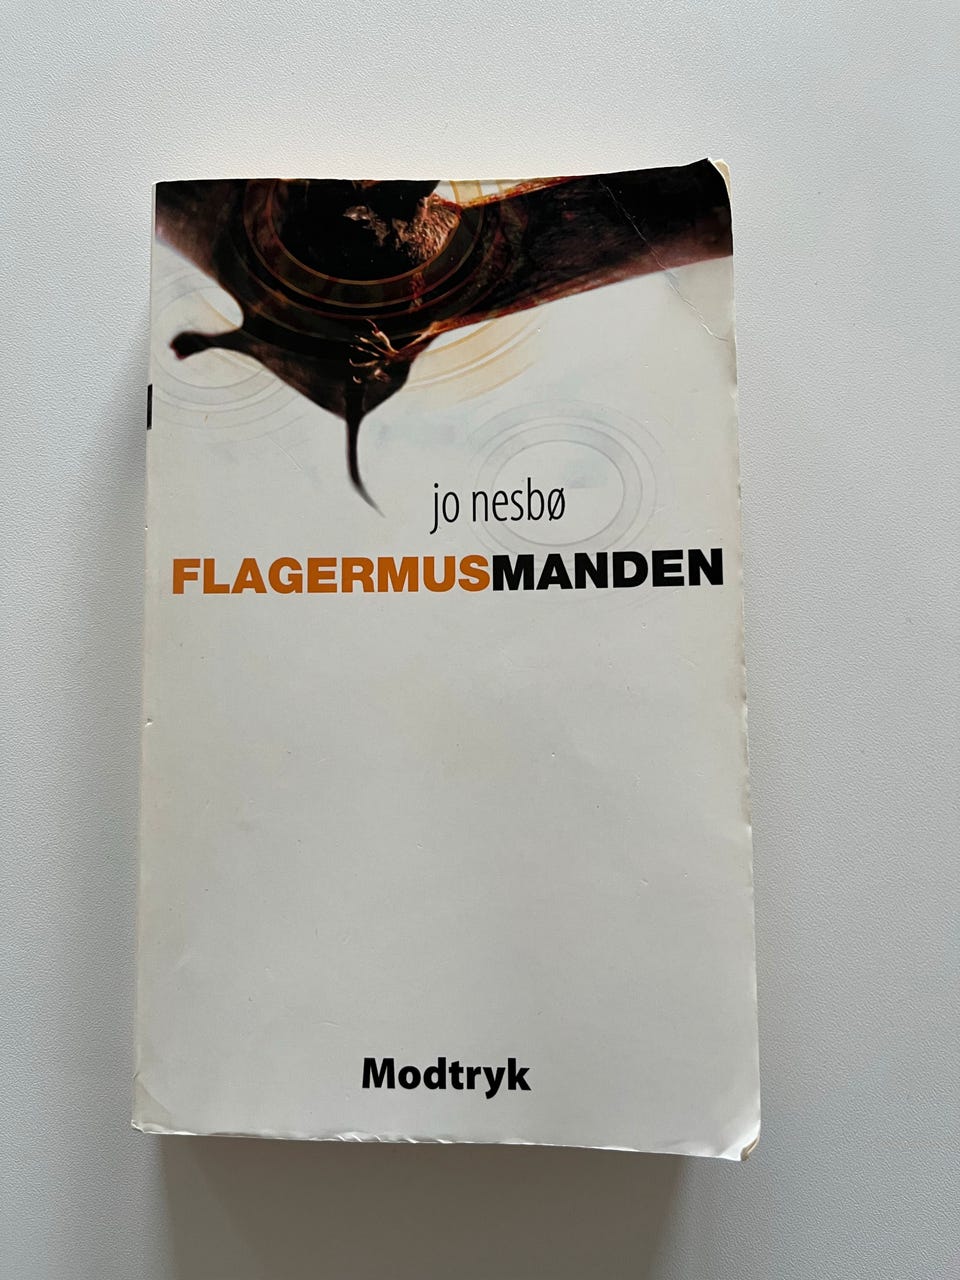 jo nesbø
FLAGERMUSMANDEN
Modtryk